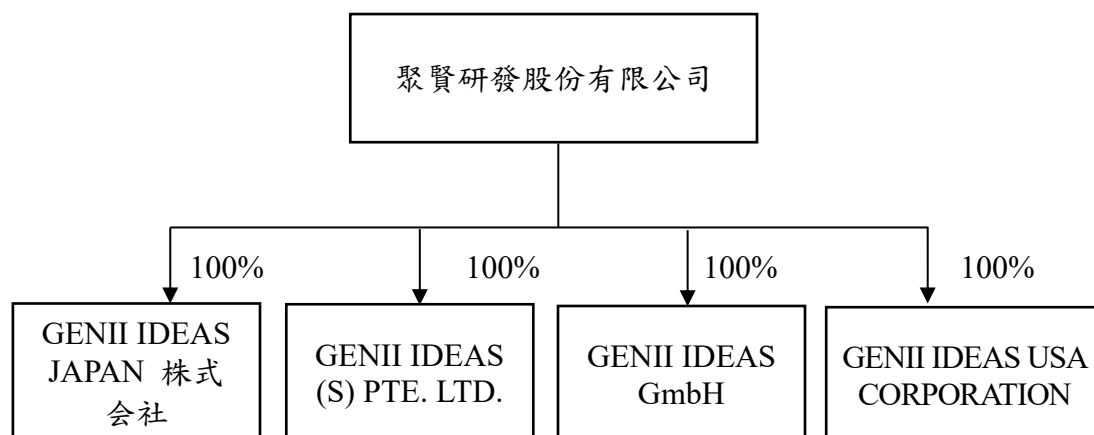 聚賢研發股份有限公司
100%
100%
100%
100%
GENII IDEAS
JAPAN 株式
会社
GENII IDEAS
(S) PTE. LTD.
GENII IDEAS
GmbH
GENII IDEAS USA
CORPORATION